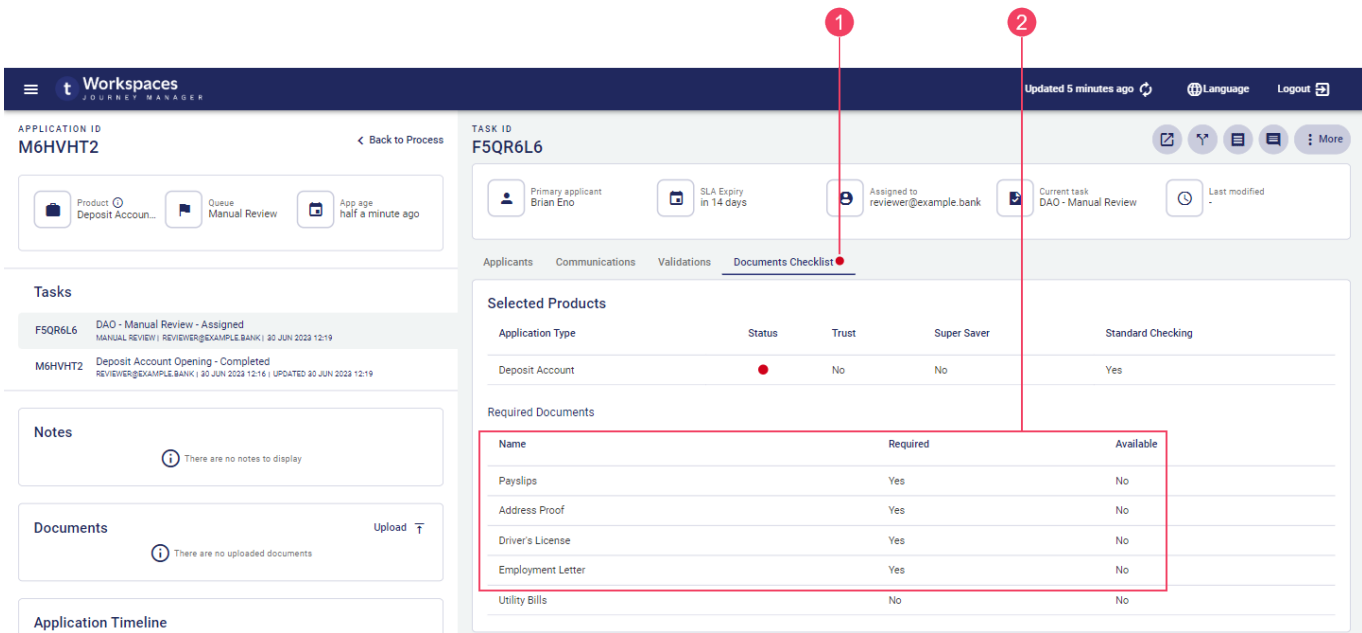 1
2
t Workspaces
JOURNEY MANAGER
Updated 5 minutes ago
Language
Logout
APPLICATION ID
M6HVHT2
Back to Process
Product
Deposit Accoun...
Queue
Manual Review
App age
half a minute ago
Tasks
F5QR6L6
DAO - Manual Review - Assigned
MANUAL REVIEW | REVIEWER@EXAMPLE.BANK | 30 JUN 2023 12:19
M6HVHT2
Deposit Account Opening - Completed
REVIEWER@EXAMPLE.BANK | 30 JUN 2023 12:16 | UPDATED 30 JUN 2023 12:19
Notes
There are no notes to display
Documents
Upload
There are no uploaded documents
Application Timeline
TASK ID
F5QR6L6
More
Primary applicant
Brian Eno
SLA Expiry
in 14 days
Assigned to
reviewer@example.bank
Current task
DAO - Manual Review
Last modified
-
Applicants Communications Validations Documents Checklist
Selected Products
Application Type Status Trust Super Saver Standard Checking
Deposit Account No No Yes
Required Documents
Name Required Available
Payslips Yes No
Address Proof Yes No
Driver's License Yes No
Employment Letter Yes No
Utility Bills No No